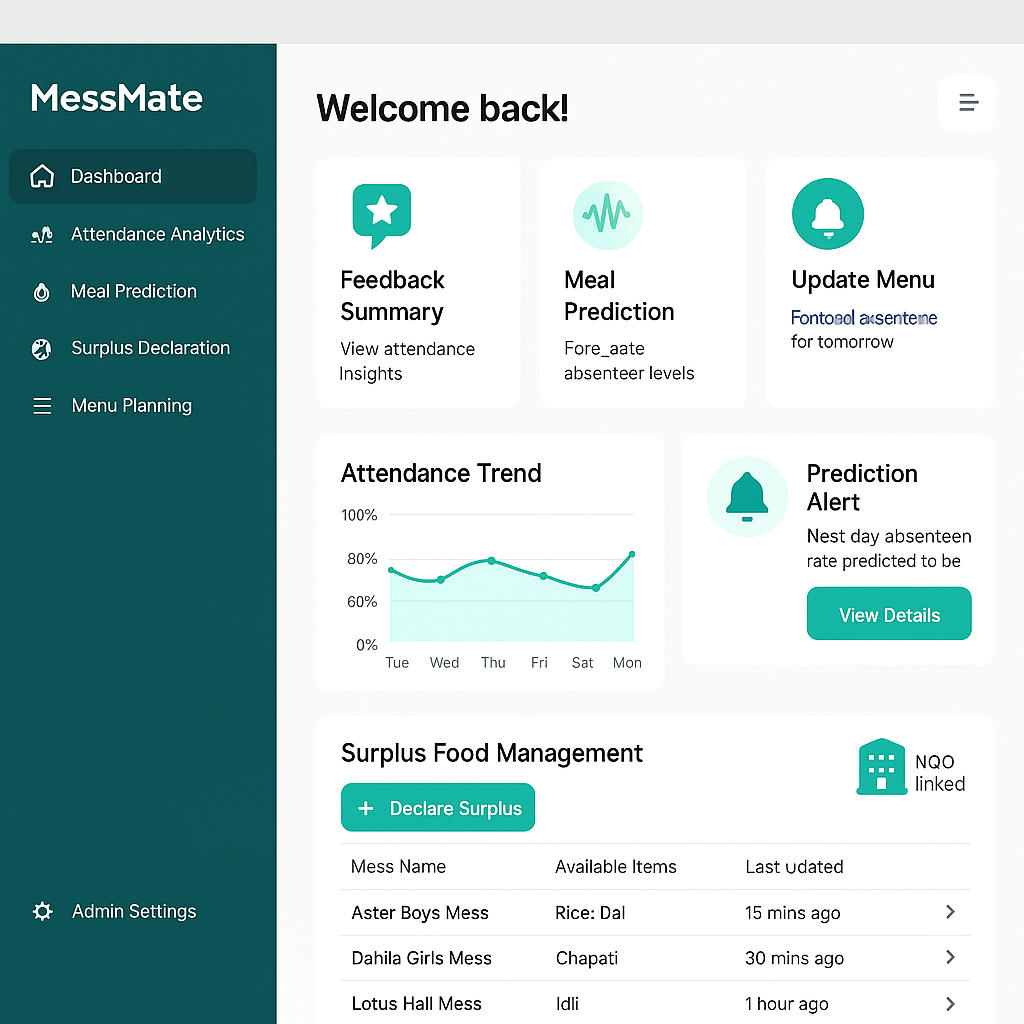 MessMate
Dashboard
Attendance Analytics
Meal Prediction
Surplus Declaration
Menu Planning
Admin Settings
Welcome back!
Feedback
Summary
View attendance
Insights
Meal
Prediction
Fore_aate
absenteer levels
Update Menu
for tomorrow
Attendance Trend
100%
80%
60%
0%
Tue Wed Thu Fri Sat Mon
Prediction
Alert
Nest day absenteen
rate predicted to be
View Details
Surplus Food Management
NQO
linked
+ Declare Surplus
Mess Name Available Items Last udated
Aster Boys Mess Rice: Dal 15 mins ago
Dahila Girls Mess Chapati 30 mins ago
Lotus Hall Mess Idli 1 hour ago